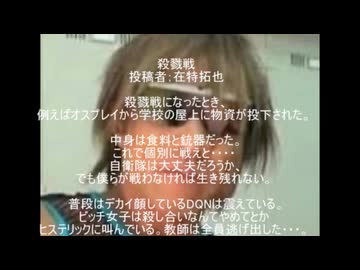 殺戮戦
投稿者:在特拓也
殺戮戦になったとき、
例えばオスプレイから学校の屋上に物資が投下された。
中身は食料と銃器だった。
これで個別に戦えと・・・・
自衛隊は大丈夫だろうか、
でも僕らが戦わなければ生き残れない。
普段はデカイ顔しているDQNは震えている。
ビッチ女子は殺し合いなんてやめてとか
ヒステリックに叫んでいる。教師は全員逃げ出した・・・。